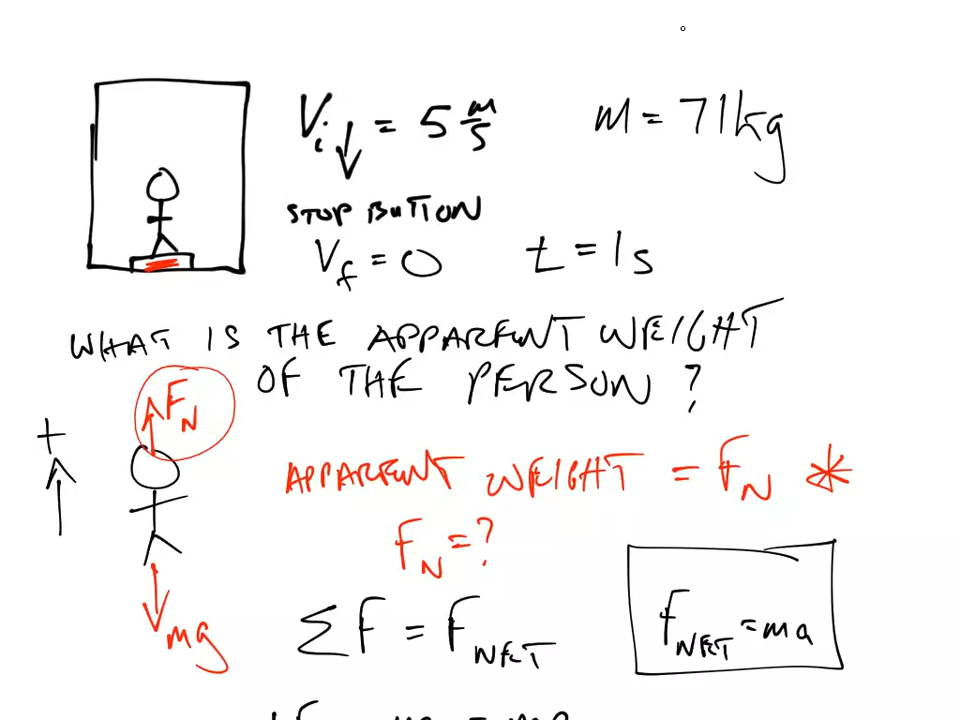 Vi↓ = 5 m/s m = 71kg
STOP BUTTON
Vf = 0 t = 1s
WHAT IS THE APPARENT WEIGHT
OF THE PERSON?
FN
+
APPARENT WEIGHT = FN *
FN = ?
mg
ΣF = FNET
FNET = ma